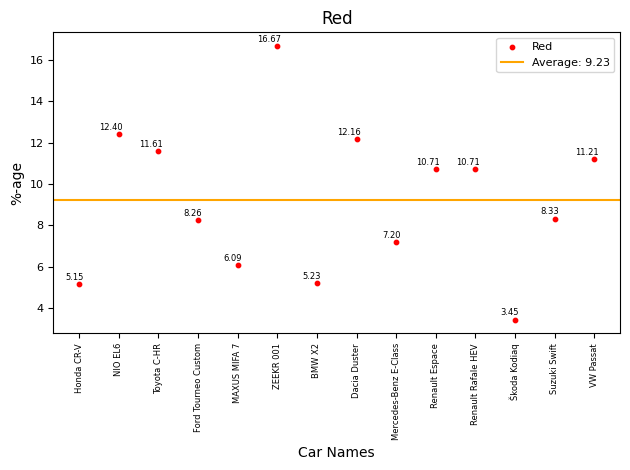 Red
Red
Average: 9.23
%-age
16
14
12
10
8
6
4
5.15
12.40
11.61
8.26
6.09
16.67
5.23
12.16
7.20
10.71
10.71
3.45
8.33
11.21
Honda CR-V
NIO EL6
Toyota C-HR
Ford Tourneo Custom
MAXUS MIFA 7
ZEEKR 001
BMW X2
Dacia Duster
Mercedes-Benz E-Class
Renault Espace
Renault Rafale HEV
Škoda Kodiaq
Suzuki Swift
VW Passat
Car Names